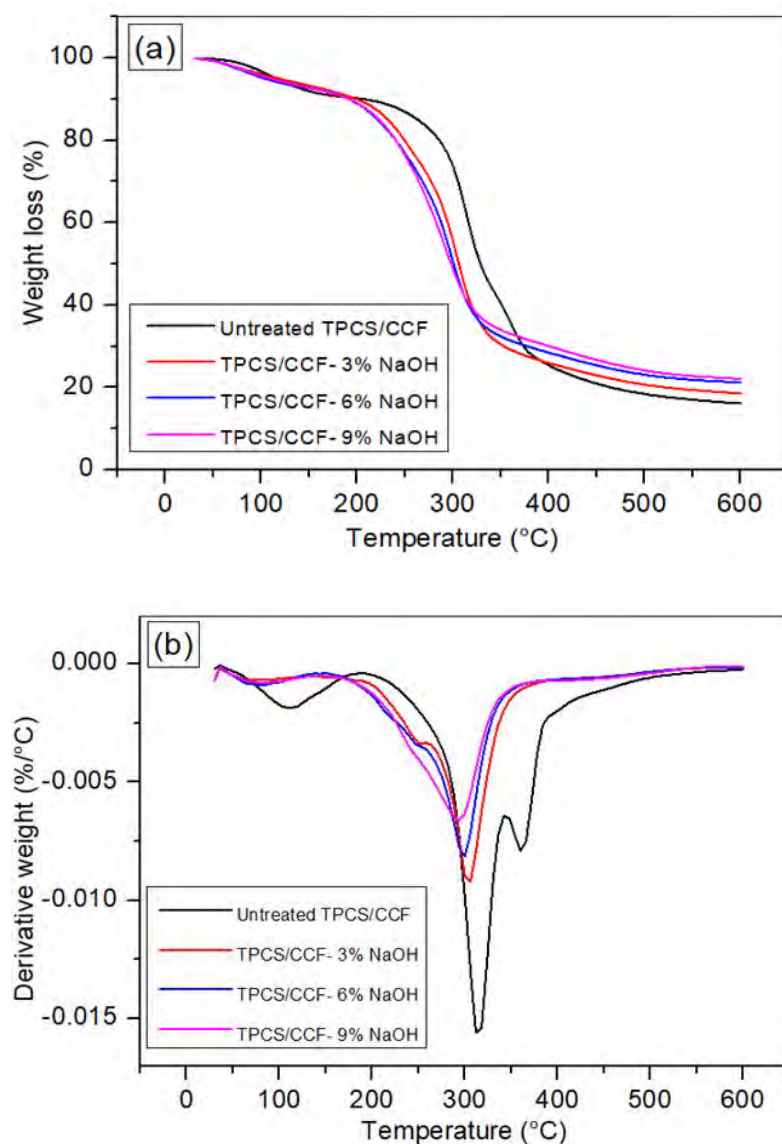 (a)
100
80
60
40
20
0
Weight loss (%)
Untreated TPCS/CCF
TPCS/CCF- 3% NaOH
TPCS/CCF- 6% NaOH
TPCS/CCF- 9% NaOH
0 100 200 300 400 500 600
Temperature (°C)
(b)
0.000
-0.005
-0.010
-0.015
Derivative weight (%/°C)
Untreated TPCS/CCF
TPCS/CCF- 3% NaOH
TPCS/CCF- 6% NaOH
TPCS/CCF- 9% NaOH
0 100 200 300 400 500 600
Temperature (°C)